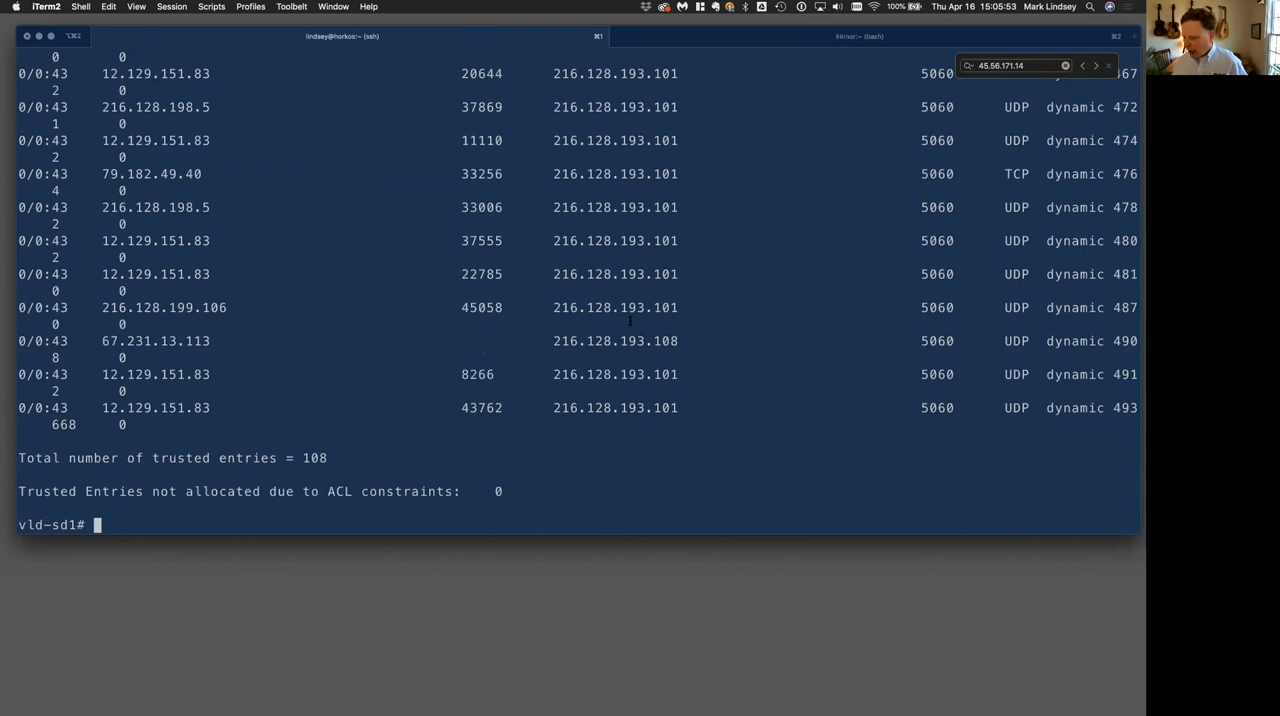 iTerm2 Shell Edit View Session Scripts Profiles Toolbelt Window Help 100% Thu Apr 16 15:05:53 Mark Lindsey
⌥⌘2 lindsey@horkos:~ (ssh) ⌘1 kinnor:~ (bash) ⌘2
45.56.171.14
0 0
0/0:43 12.129.151.83 20644 216.128.193.101 5060 467
2 0
0/0:43 216.128.198.5 37869 216.128.193.101 5060 UDP dynamic 472
1 0
0/0:43 12.129.151.83 11110 216.128.193.101 5060 UDP dynamic 474
2 0
0/0:43 79.182.49.40 33256 216.128.193.101 5060 TCP dynamic 476
4 0
0/0:43 216.128.198.5 33006 216.128.193.101 5060 UDP dynamic 478
2 0
0/0:43 12.129.151.83 37555 216.128.193.101 5060 UDP dynamic 480
2 0
0/0:43 12.129.151.83 22785 216.128.193.101 5060 UDP dynamic 481
0 0
0/0:43 216.128.199.106 45058 216.128.193.101 5060 UDP dynamic 487
0 0
0/0:43 67.231.13.113 216.128.193.108 5060 UDP dynamic 490
8 0
0/0:43 12.129.151.83 8266 216.128.193.101 5060 UDP dynamic 491
2 0
0/0:43 12.129.151.83 43762 216.128.193.101 5060 UDP dynamic 493
668 0
Total number of trusted entries = 108
Trusted Entries not allocated due to ACL constraints: 0
vld-sd1#